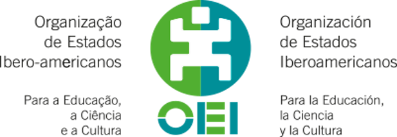 Organização
de Estados
Ibero-americanos
Para a Educação,
a Ciência
e a Cultura
OEI
Organización
de Estados
Iberoamericanos
Para la Educación,
la Ciencia
y la Cultura